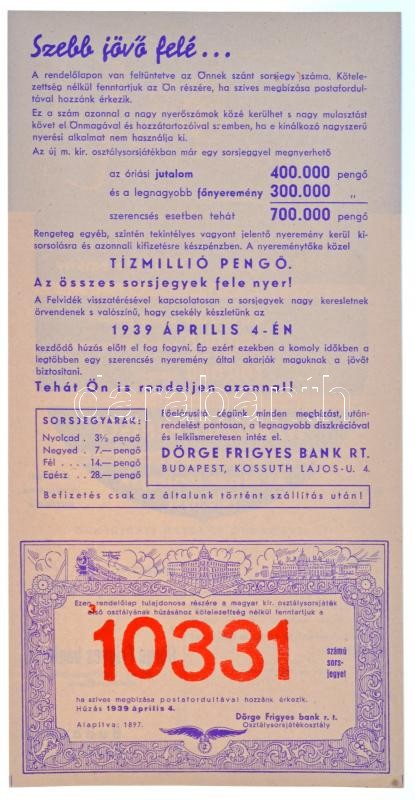 Szebb jövő felé...
A rendelőlapon van feltüntetve az Önnek szánt sorsjegy száma. Kötele-
zettség nélkül fenntartjuk az Ön részére, ha szives megbízása postafordul-
tával hozzánk érkezik.
Ez a szám azonnal a nagy nyerőszámok közé kerülhet s nagy mulasztást
követ el Önmagával és hozzátartozóival szemben, ha e kínálkozó nagyszerű
nyerési alkalmat nem használja ki.
Az új m. kir. osztálysorsjátékban már egy sorsjeggyel megnyerhető
az óriási jutalom 400.000 pengő
és a legnagyobb főnyeremény 300.000 „
szerencsés esetben tehát 700.000 pengő
Rengeteg egyéb, szintén tekintélyes vagyont jelentő nyeremény kerül ki-
sorsolásra és azonnali kifizetésre készpénzben. A nyereménytőke közel
TÍZMILLIÓ PENGŐ.
Az összes sorsjegyek fele nyer!
A Felvidék visszatérésével kapcsolatosan a sorsjegyek nagy keresletnek
örvendenek s valószínű, hogy csekély készletünk az
1939 ÁPRILIS 4-ÉN
kezdődő húzás előtt el fog fogyni. Ép ezért ezekben a komoly időkben a
legtöbben egy szerencsés nyeremény által akarják maguknak a jövőt
biztosítani.
Tehát Ön is rendeljen azonnal!!
SORSJEGYÁRAK:
Nyolcad . 3½ pengő
Negyed . 7.— pengő
Fél .... 14.— pengő
Egész .. 28.— pengő
Főelárusító cégünk minden megbízást, után-
rendelést pontosan, a legnagyobb diszkrécióval
és lelkiismeretesen intéz el.
DÖRGE FRIGYES BANK RT.
BUDAPEST, KOSSUTH LAJOS-U. 4.
Befizetés csak az általunk történt szállítás után!
darabanth
Ezen rendelőlap tulajdonosa részére a magyar kir. osztálysorsjáték
első osztályának húzásához kötelezettség nélkül fenntartjuk a
10331
számú
sors-
jegyet
ha szives megbízása postafordultával hozzánk érkezik.
Húzás 1939 április 4.
Alapítva: 1897.
Dörge Frigyes bank r. t.
Osztálysorsjátékosztály